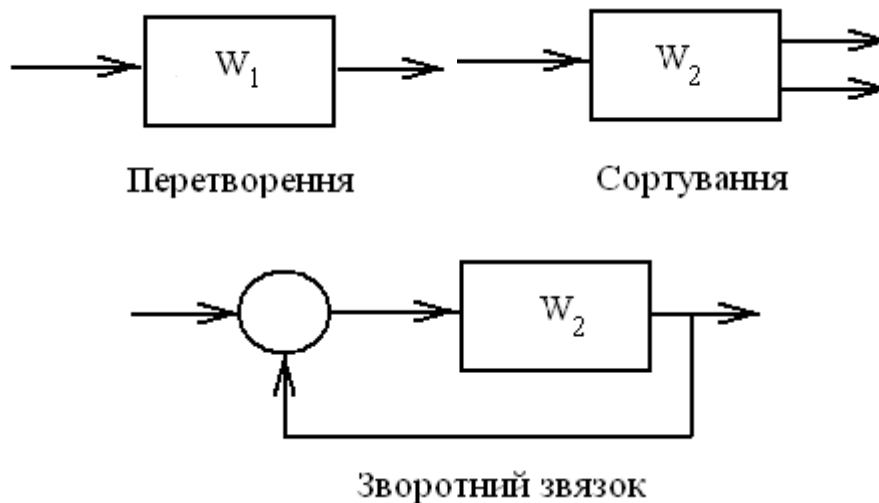 W₁
W₂
Перетворення
Сортування
W₂
Зворотний звязок